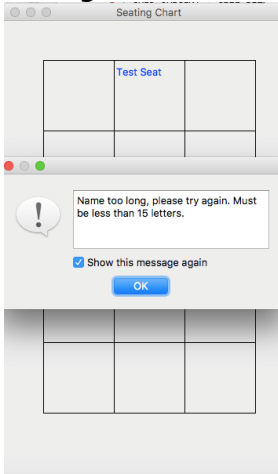 Seating Chart
Test Seat
Name too long, please try again. Must
be less than 15 letters.
Show this message again
OK